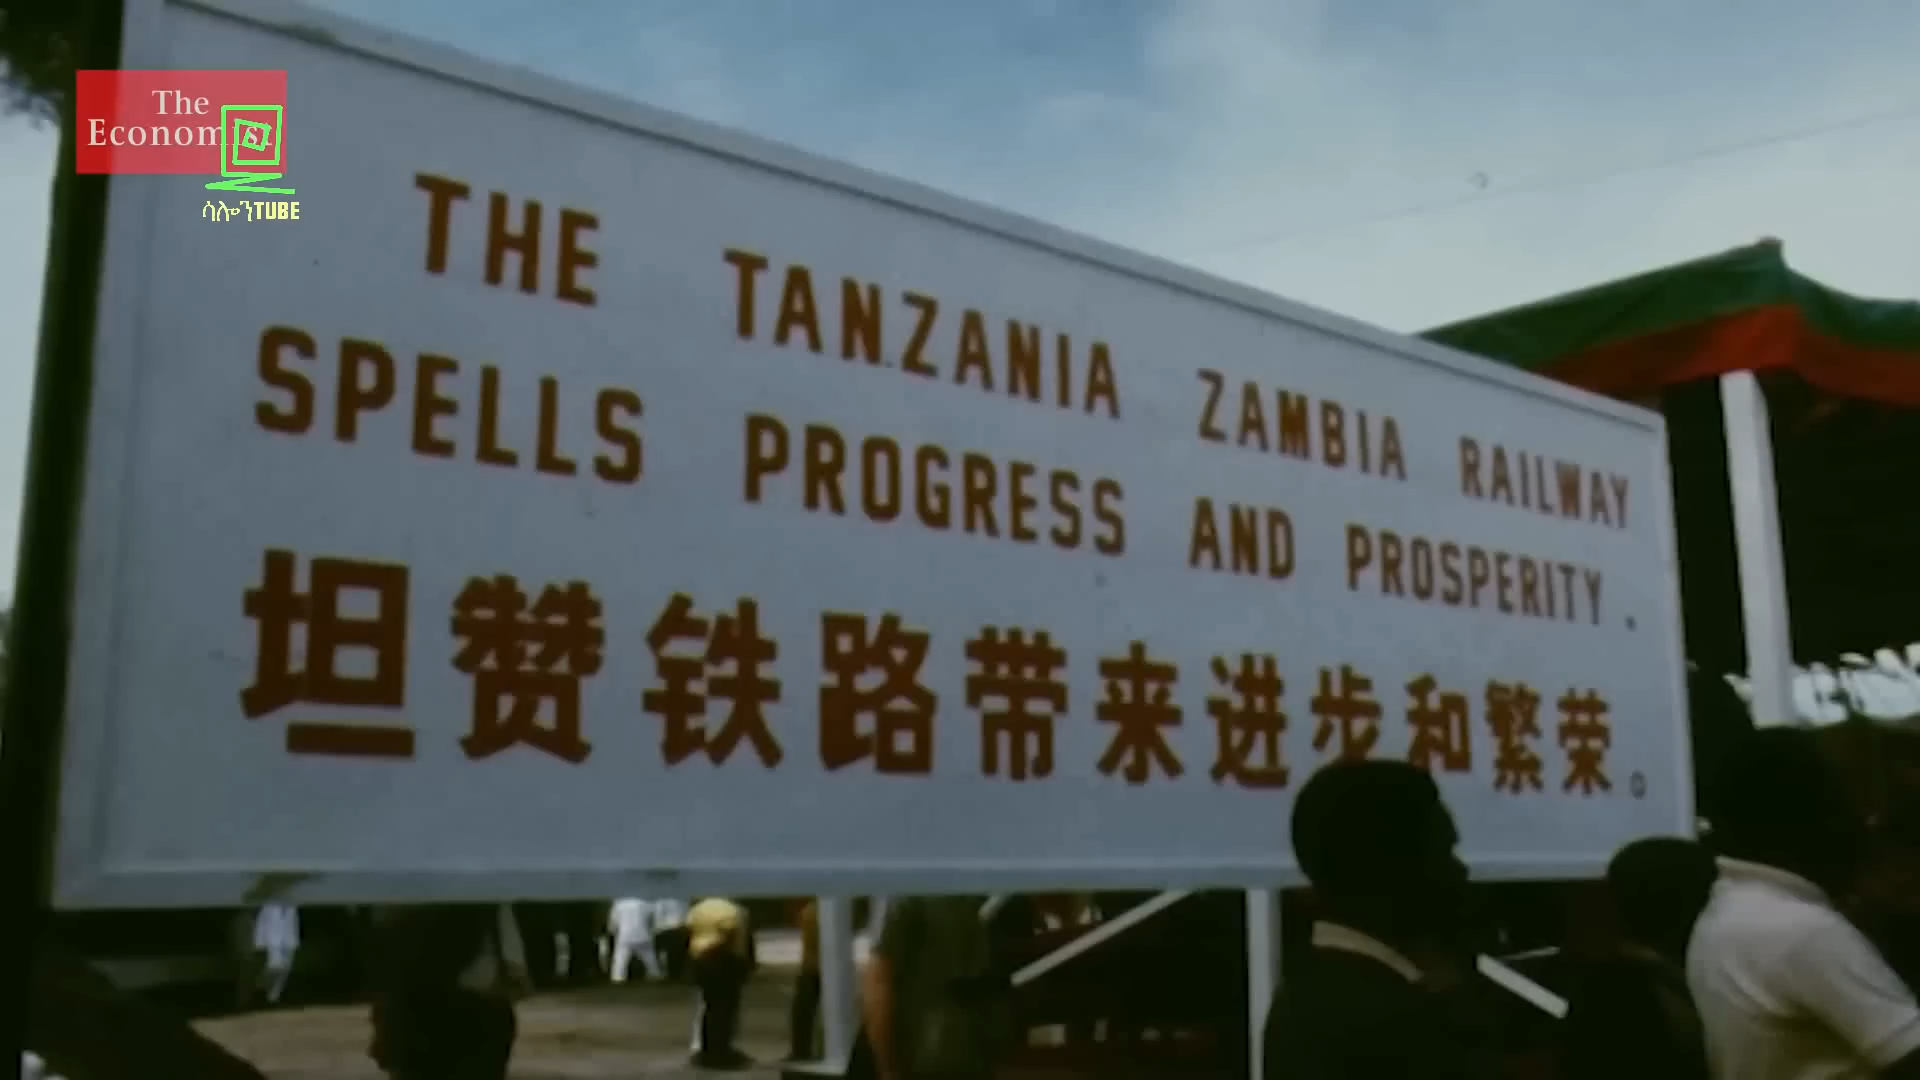 The
Economist
ሳሎንTUBE
THE TANZANIA ZAMBIA RAILWAY
SPELLS PROGRESS AND PROSPERITY.
坦赞铁路带来进步和繁荣。